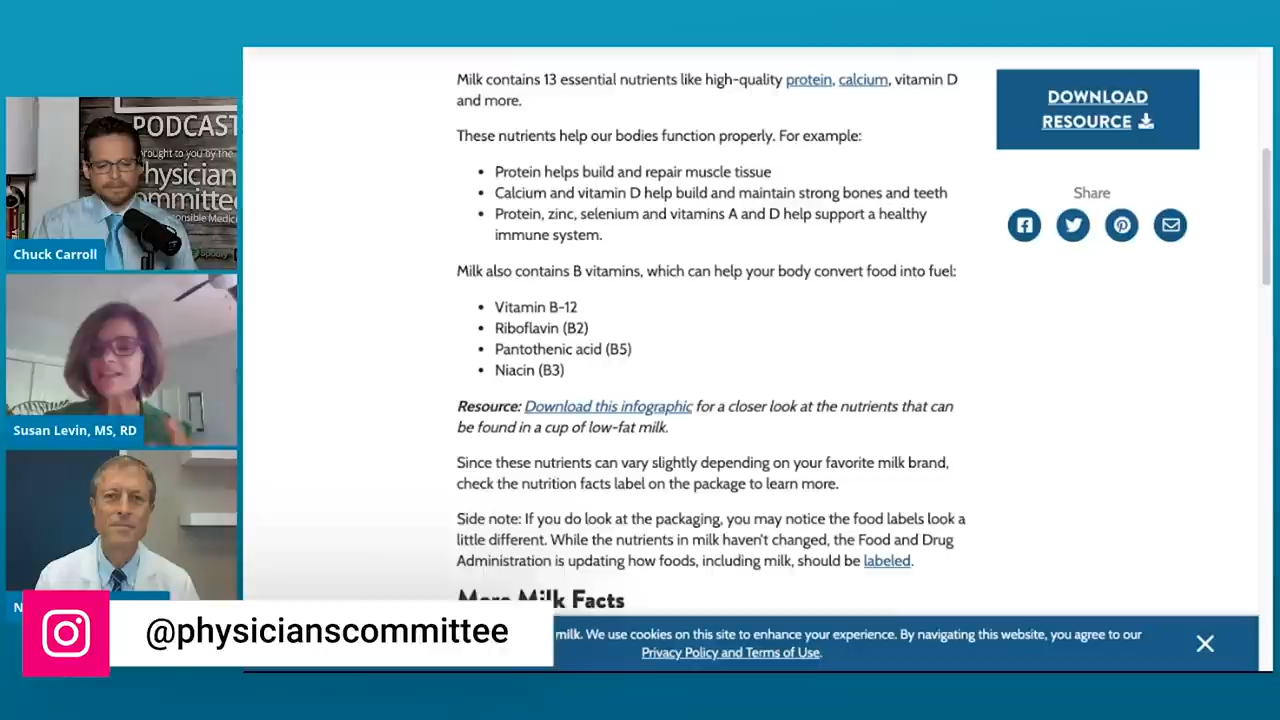 PODCAST
brought to you by the
Physicians
Committee
Responsible Medic
Chuck Carroll
Susan Levin, MS, RD
N
@physicianscommittee
Milk contains 13 essential nutrients like high-quality protein, calcium, vitamin D
and more.
These nutrients help our bodies function properly. For example:
• Protein helps build and repair muscle tissue
• Calcium and vitamin D help build and maintain strong bones and teeth
• Protein, zinc, selenium and vitamins A and D help support a healthy
immune system.
Milk also contains B vitamins, which can help your body convert food into fuel:
• Vitamin B-12
• Riboflavin (B2)
• Pantothenic acid (B5)
• Niacin (B3)
Resource: Download this infographic for a closer look at the nutrients that can
be found in a cup of low-fat milk.
Since these nutrients can vary slightly depending on your favorite milk brand,
check the nutrition facts label on the package to learn more.
Side note: If you do look at the packaging, you may notice the food labels look a
little different. While the nutrients in milk haven't changed, the Food and Drug
Administration is updating how foods, including milk, should be labeled.
More Milk Facts
milk. We use cookies on this site to enhance your experience. By navigating this website, you agree to our
Privacy Policy and Terms of Use.
DOWNLOAD
RESOURCE
Share